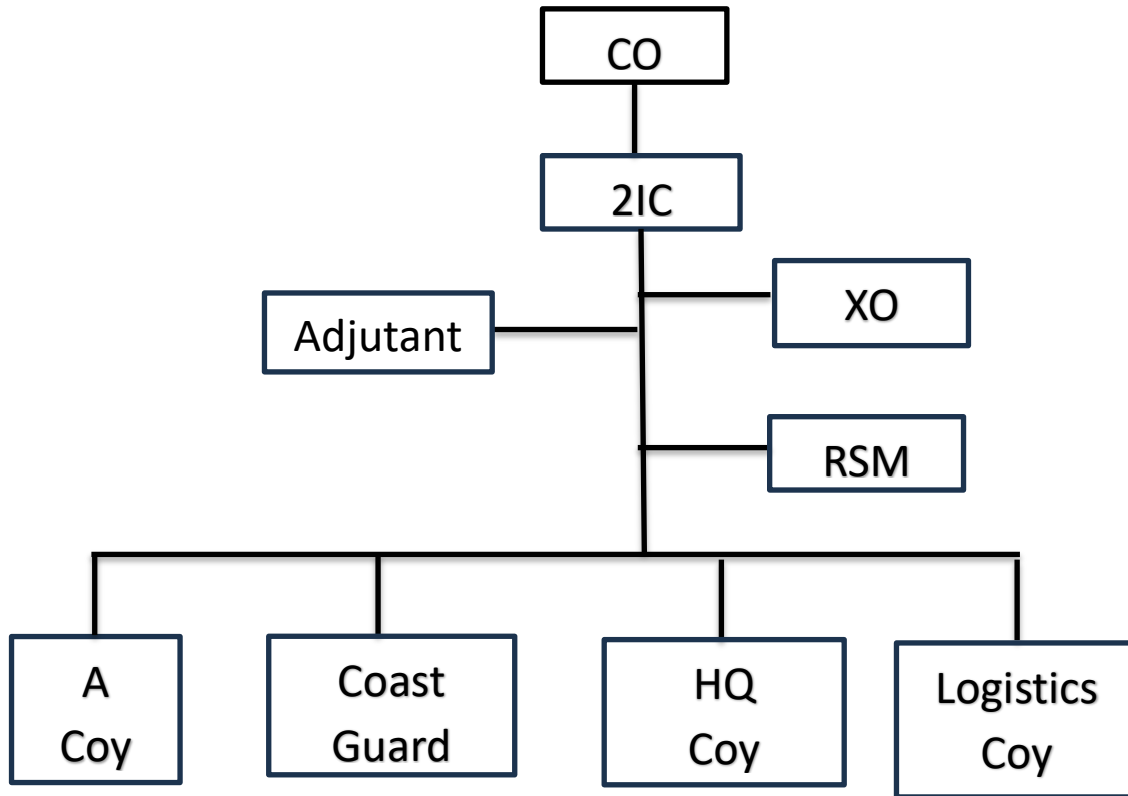 CO
2IC
XO
Adjutant
RSM
A
Coy
Coast
Guard
HQ
Coy
Logistics
Coy